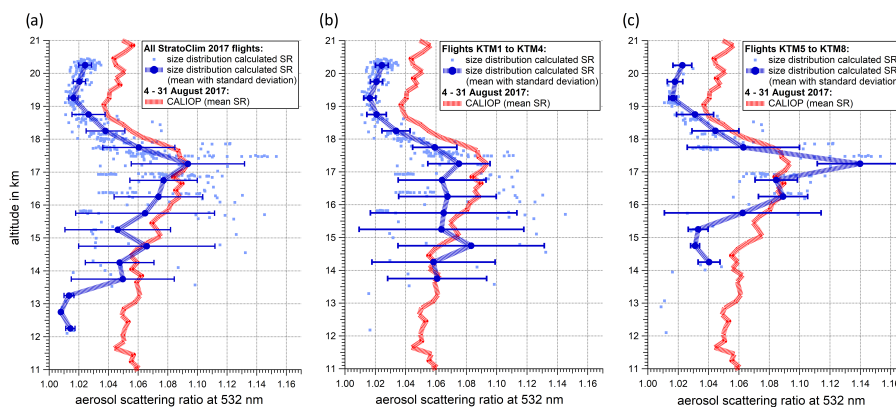 (a)
(b)
(c)
All StratoClim 2017 flights:
size distribution calculated SR
size distribution calculated SR
(mean with standard deviation)
4 - 31 August 2017:
CALIOP (mean SR)
Flights KTM1 to KTM4:
size distribution calculated SR
size distribution calculated SR
(mean with standard deviation)
4 - 31 August 2017:
CALIOP (mean SR)
Flights KTM5 to KTM8:
size distribution calculated SR
size distribution calculated SR
(mean with standard deviation)
4 - 31 August 2017:
CALIOP (mean SR)
altitude in km
21
20
19
18
17
16
15
14
13
12
11
21
20
19
18
17
16
15
14
13
12
11
21
20
19
18
17
16
15
14
13
12
11
1.00 1.02 1.04 1.06 1.08 1.10 1.12 1.14 1.16
1.00 1.02 1.04 1.06 1.08 1.10 1.12 1.14 1.16
1.00 1.02 1.04 1.06 1.08 1.10 1.12 1.14 1.16
aerosol scattering ratio at 532 nm
aerosol scattering ratio at 532 nm
aerosol scattering ratio at 532 nm